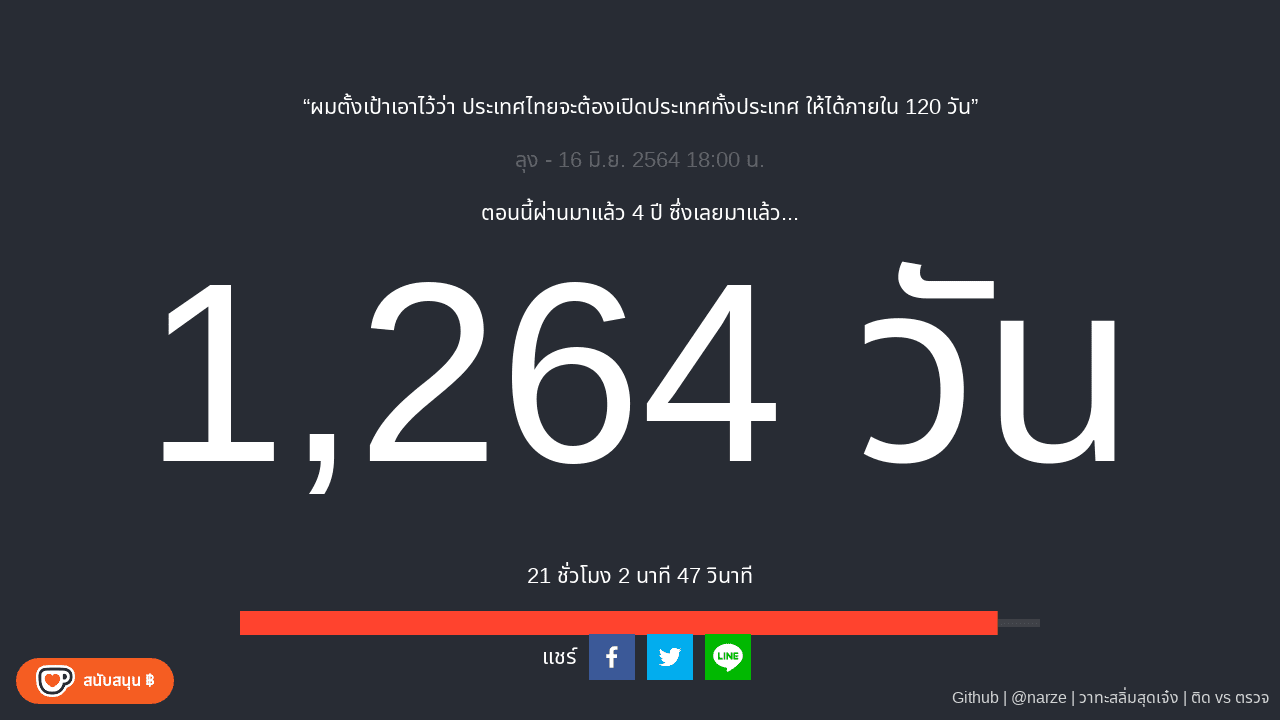 “ผมตั้งเป้าเอาไว้ว่า ประเทศไทยจะต้องเปิดประเทศทั้งประเทศ ให้ได้ภายใน 120 วัน”
ลุง - 16 มิ.ย. 2564 18:00 น.
ตอนนี้ผ่านมาแล้ว 4 ปี ซึ่งเลยมาแล้ว...
1,264 วัน
21 ชั่วโมง 2 นาที 47 วินาที
แชร์
LINE
สนับสนุน ฿
Github | @narze | วาทะสลิ่มสุดเจ๋ง | ติด vs ตรวจ